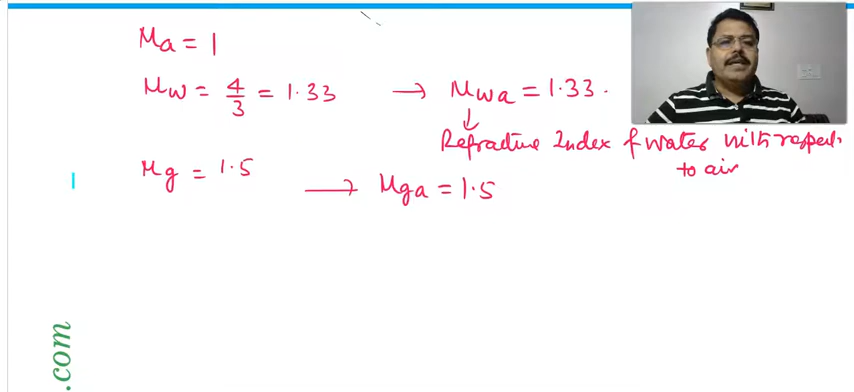 μa = 1
μw = 4/3 = 1.33 → μwa = 1.33.
↓
Refractive Index of water with respect to air
μg = 1.5 → μga = 1.5
.com